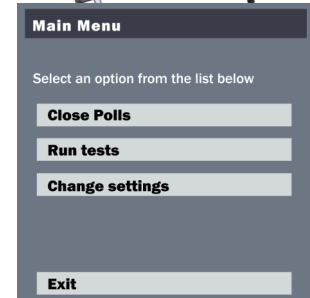 Main Menu
Select an option from the list below
Close Polls
Run tests
Change settings
Exit